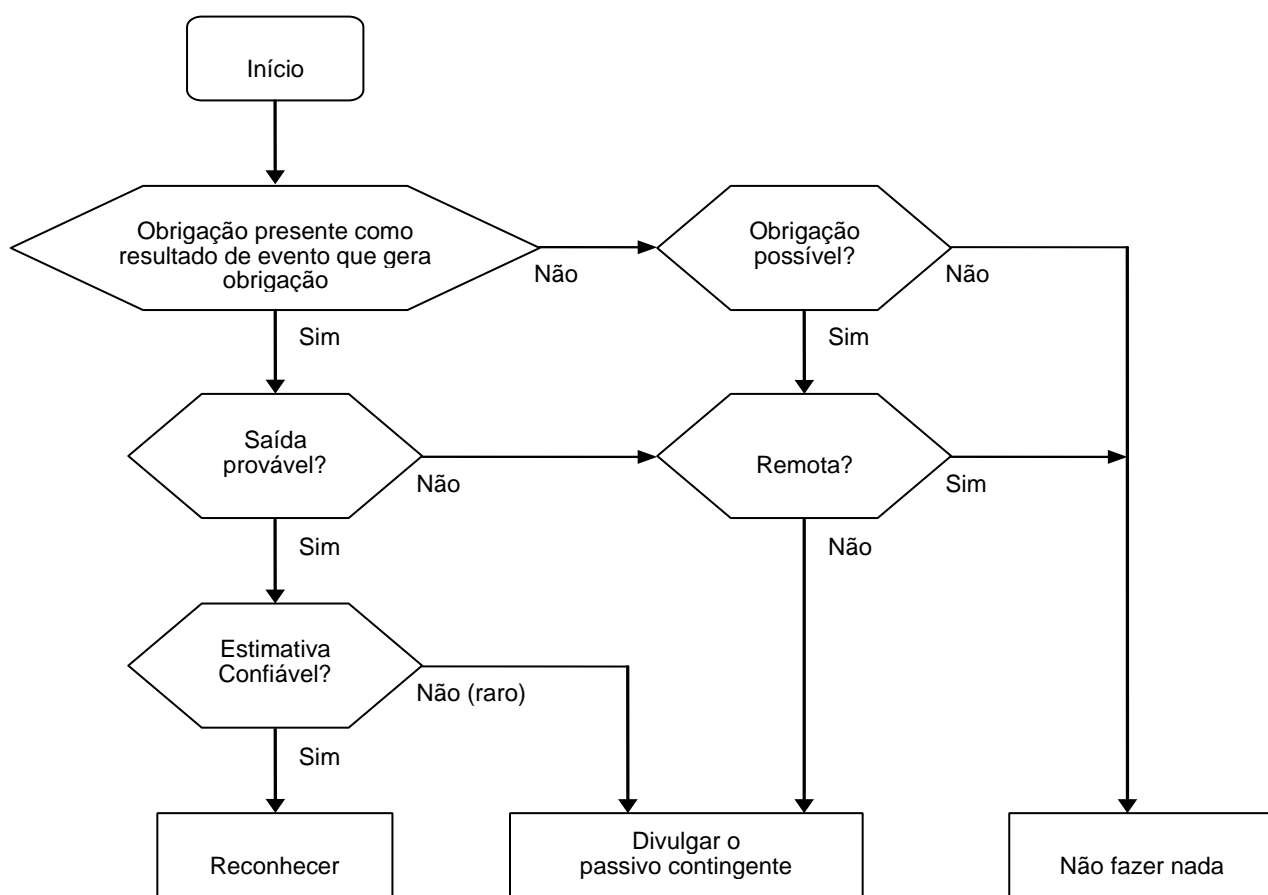 Início
Obrigação presente como
resultado de evento que gera
obrigação
Não
Obrigação
possível?
Não
Sim
Sim
Saída
provável?
Não
Remota?
Sim
Sim
Não
Estimativa
Confiável?
Não (raro)
Sim
Reconhecer
Divulgar o
passivo contingente
Não fazer nada